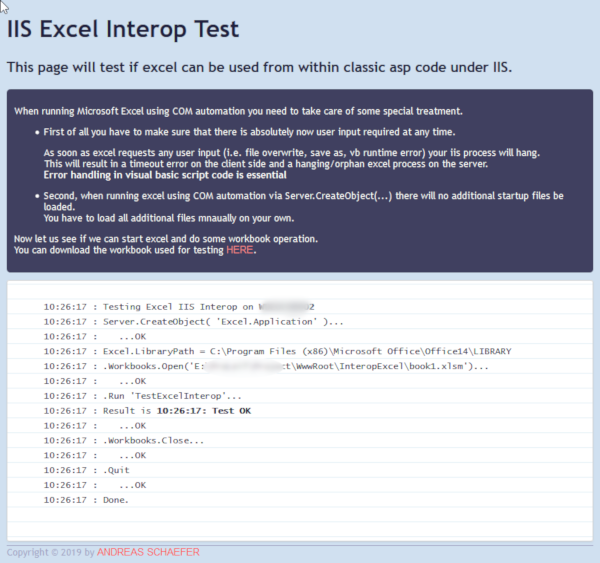 IIS Excel Interop Test
This page will test if excel can be used from within classic asp code under IIS.
When running Microsoft Excel using COM automation you need to take care of some special treatment.
• First of all you have to make sure that there is absolutely now user input required at any time.
As soon as excel requests any user input (i.e. file overwrite, save as, vb runtime error) your iis process will hang.
This will result in a timeout error on the client side and a hanging/orphan excel process on the server.
Error handling in visual basic script code is essential
• Second, when running excel using COM automation via Server.CreateObject(...) there will no additional startup files be
loaded.
You have to load all additional files mnaually on your own.
Now let us see if we can start excel and do some workbook operation.
You can download the workbook used for testing HERE.
10:26:17 : Testing Excel IIS Interop on
10:26:17 : Server.CreateObject( 'Excel.Application' )...
10:26:17 : ...OK
10:26:17 : Excel.LibraryPath = C:\Program Files (x86)\Microsoft Office\Office14\LIBRARY
10:26:17 : .Workbooks.Open('E: t\WwwRoot\InteropExcel\book1.xlsm')...
10:26:17 : ...OK
10:26:17 : .Run 'TestExcelInterop'...
10:26:17 : Result is 10:26:17: Test OK
10:26:17 : ...OK
10:26:17 : .Workbooks.Close...
10:26:17 : ...OK
10:26:17 : .Quit
10:26:17 : ...OK
10:26:17 : Done.
Copyright © 2019 by ANDREAS SCHAEFER